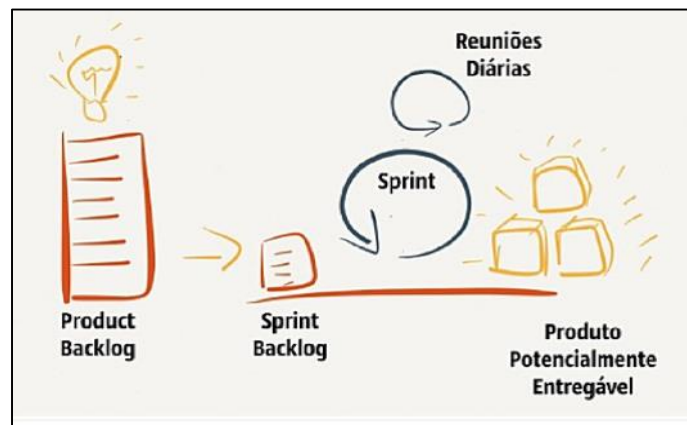 Reuniões
Diárias
Sprint
Product
Backlog
Sprint
Backlog
Produto
Potencialmente
Entregável